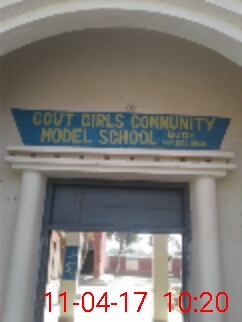 GOVT GIRLS COMMUNITY
MODEL SCHOOL
11-04-17 10:20